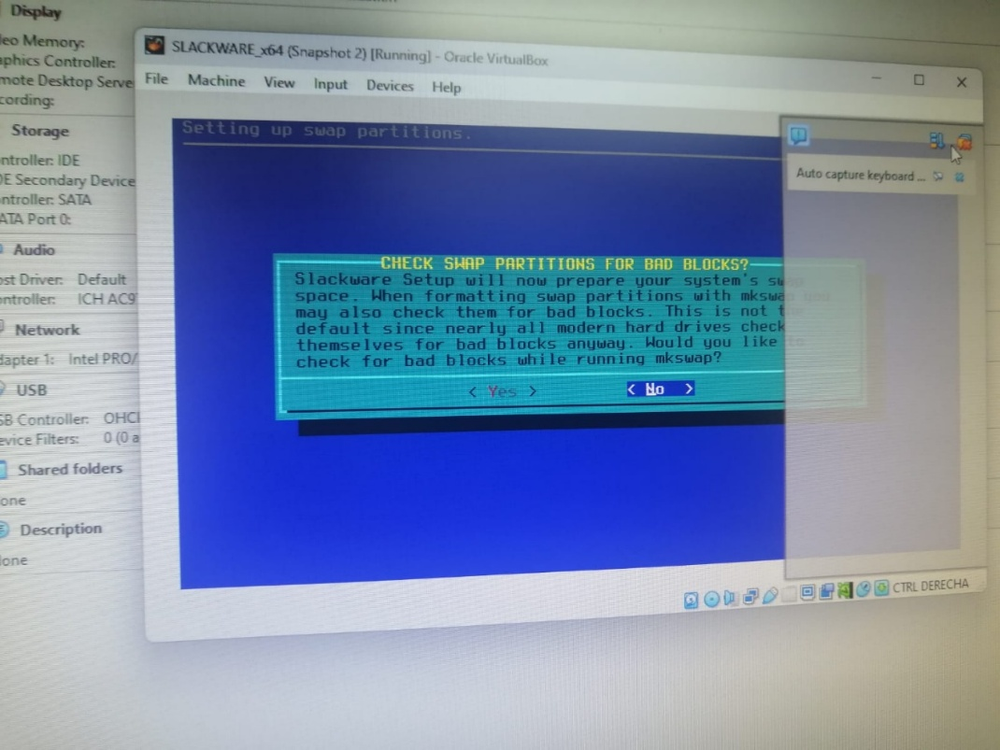 Display
eo Memory:
aphics Controller:
mote Desktop Serve
cording:
Storage
ntroller: IDE
DE Secondary Device
ntroller: SATA
ATA Port 0:
Audio
ost Driver: Default
ontroller: ICH AC9
Network
dapter 1: Intel PRO/
USB
SB Controller: OHCI
evice Filters: 0 (0 a
Shared folders
one
Description
lone
SLACKWARE_x64 (Snapshot 2) [Running] - Oracle VirtualBox
File Machine View Input Devices Help
Setting up swap partitions.
Auto capture keyboard ...
CHECK SWAP PARTITIONS FOR BAD BLOCKS?
Slackware Setup will now prepare your system's swap
space. When formatting swap partitions with mkswap you
may also check them for bad blocks. This is not the
default since nearly all modern hard drives check
themselves for bad blocks anyway. Would you like to
check for bad blocks while running mkswap?
< Yes > < No >
CTRL DERECHA